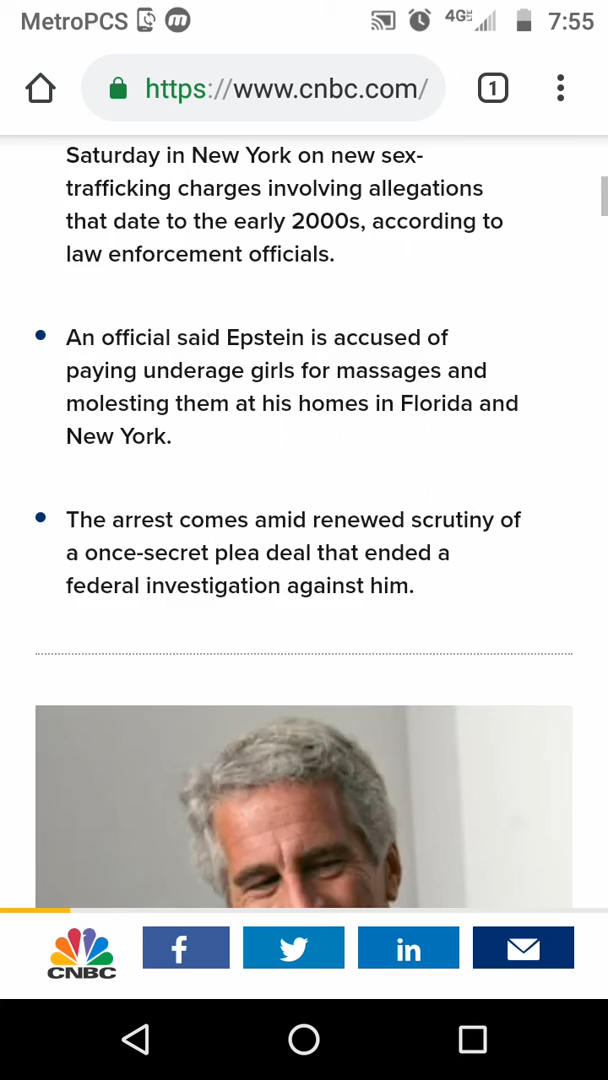 MetroPCS 4GLTE 7:55
https://www.cnbc.com/ 1
Saturday in New York on new sex-
trafficking charges involving allegations
that date to the early 2000s, according to
law enforcement officials.
An official said Epstein is accused of
paying underage girls for massages and
molesting them at his homes in Florida and
New York.
The arrest comes amid renewed scrutiny of
a once-secret plea deal that ended a
federal investigation against him.
CNBC